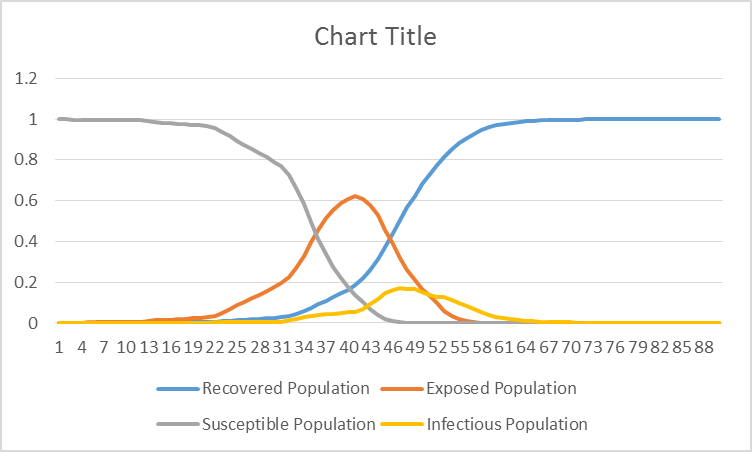 Chart Title
1.2
1
0.8
0.6
0.4
0.2
0
1 4 7 10 13 16 19 22 25 28 31 34 37 40 43 46 49 52 55 58 61 64 67 70 73 76 79 82 85 88
Recovered Population Exposed Population
Susceptible Population Infectious Population